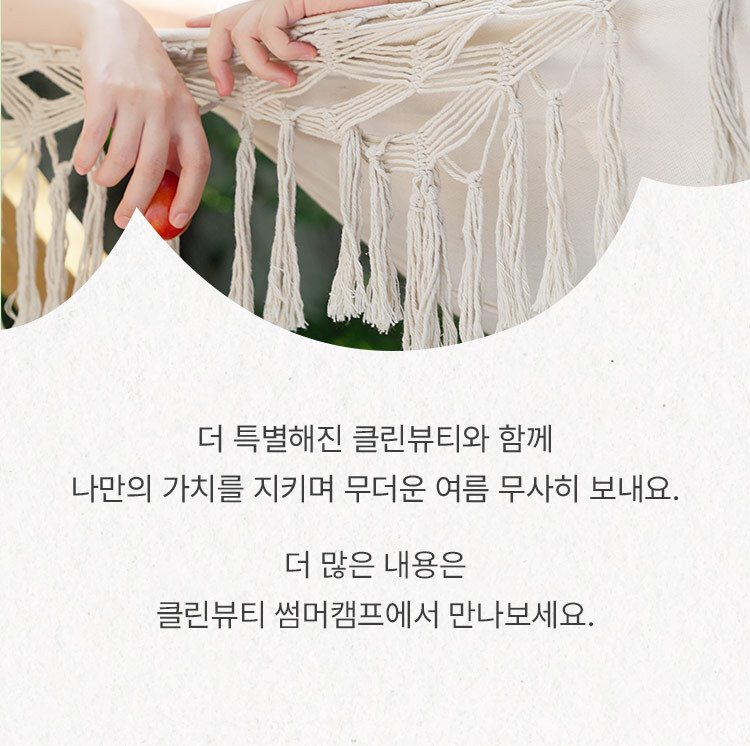 더 특별해진 클린뷰티와 함께
나만의 가치를 지키며 무더운 여름 무사히 보내요.
더 많은 내용은
클린뷰티 썸머캠프에서 만나보세요.